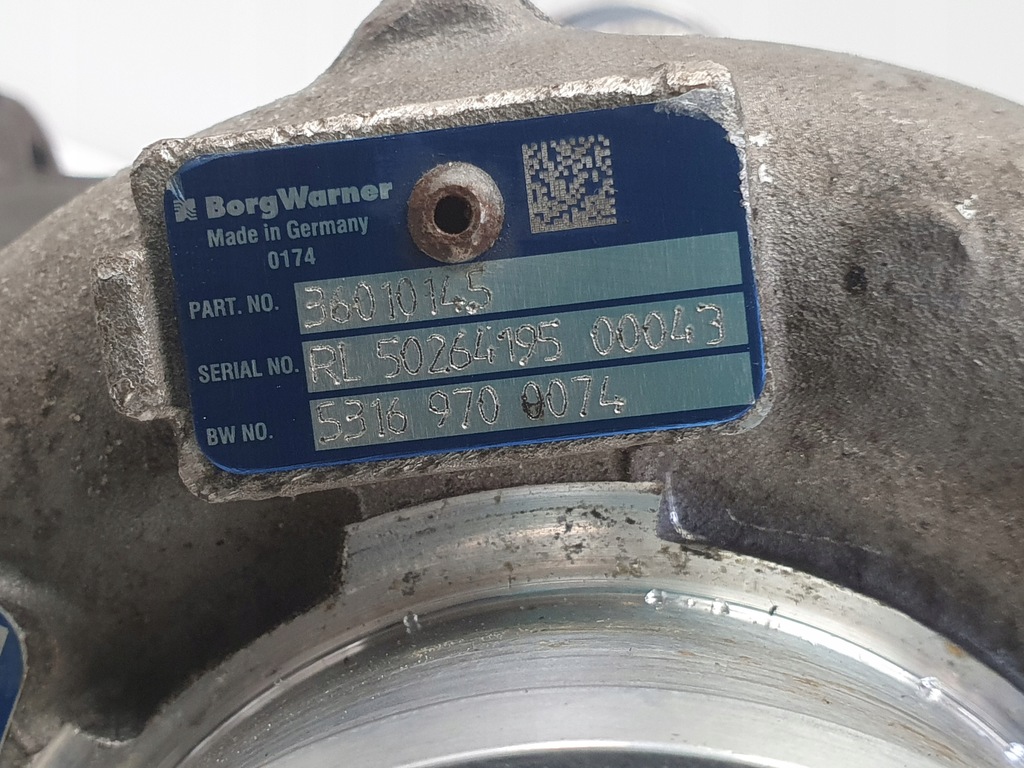 BorgWarner
Made in Germany
0174
PART. NO. 36010145
SERIAL NO. RL 50264195 00043
BW NO. 5316 970 0074